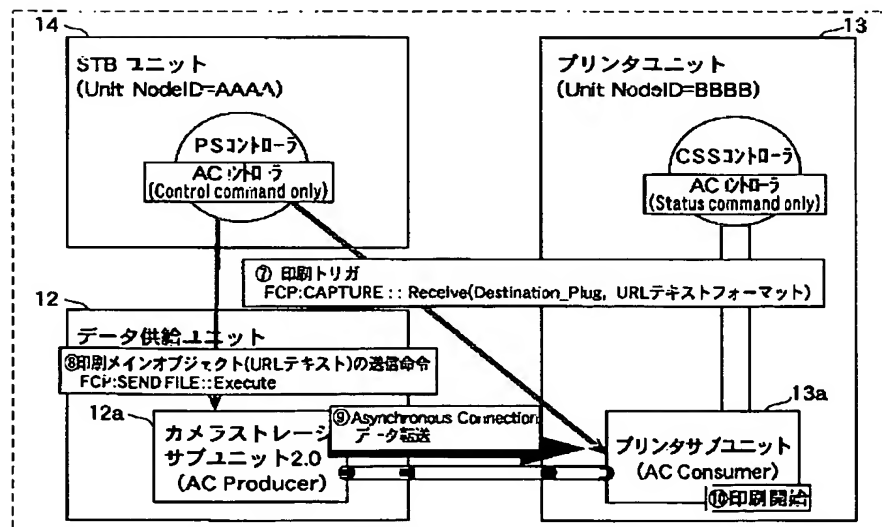 14
13
STB ユニット
(Unit NodeID=AAAA)
プリンタユニット
(Unit NodeID=BBBB)
PSコントローラ
ACコントローラ
(Control command only)
CSSコントローラ
ACコントローラ
(Status command only)
⑦ 印刷トリガ
FCP:CAPTURE :: Receive(Destination_Plug, URLテキストフォーマット)
12
データ供給ユニット
⑧印刷メインオブジェクト(URLテキスト)の送信命令
FCP:SEND FILE::Execute
12a
13a
カメラストレージ
サブユニット2.0
(AC Producer)
⑨Asynchronous Connection
データ転送
プリンタサブユニット
(AC Consumer)
⑩印刷開始